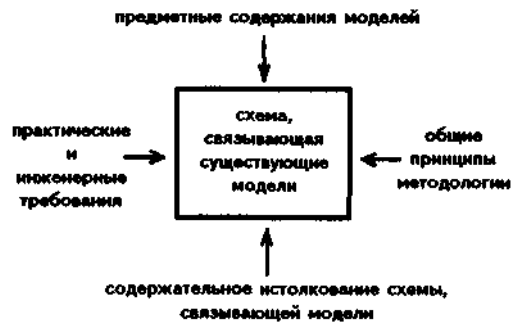 предметные содержания моделей
схема,
связывающая
существующие
модели
практические
и
инженерные
требования
общие
принципы
методологии
содержательное истолкование схемы,
связывающей модели